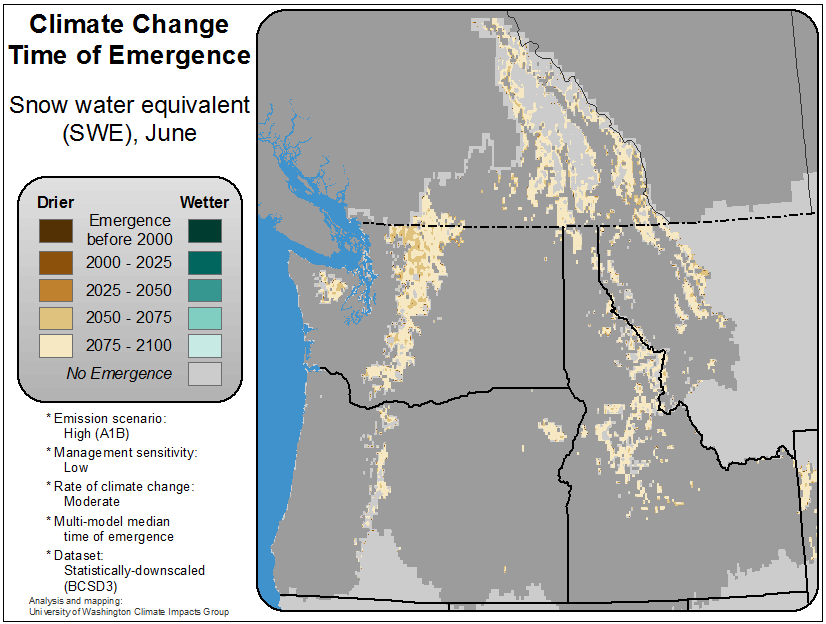 Climate Change
Time of Emergence
Snow water equivalent
(SWE), June
Drier Wetter
Emergence
before 2000
2000 - 2025
2025 - 2050
2050 - 2075
2075 - 2100
No Emergence
* Emission scenario:
High (A1B)
* Management sensitivity:
Low
* Rate of climate change:
Moderate
* Multi-model median
time of emergence
* Dataset:
Statistically-downscaled
(BCSD3)
Analysis and mapping:
University of Washington Climate Impacts Group